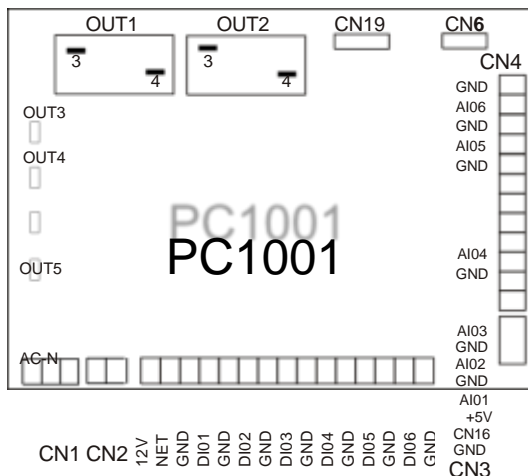 OUT1 OUT2 CN19 CN6
3 4 3 4
CN4
GND
AI06
GND
AI05
GND
OUT3
OUT4
PC1001
PC1001
AI04
GND
OUT5
AI03
GND
AI02
GND
AC-N
AI01
+5V
CN16
GND
CN3
CN1 CN2 12V NET GND DI01 GND DI02 GND DI03 GND DI04 GND DI05 GND DI06 GND